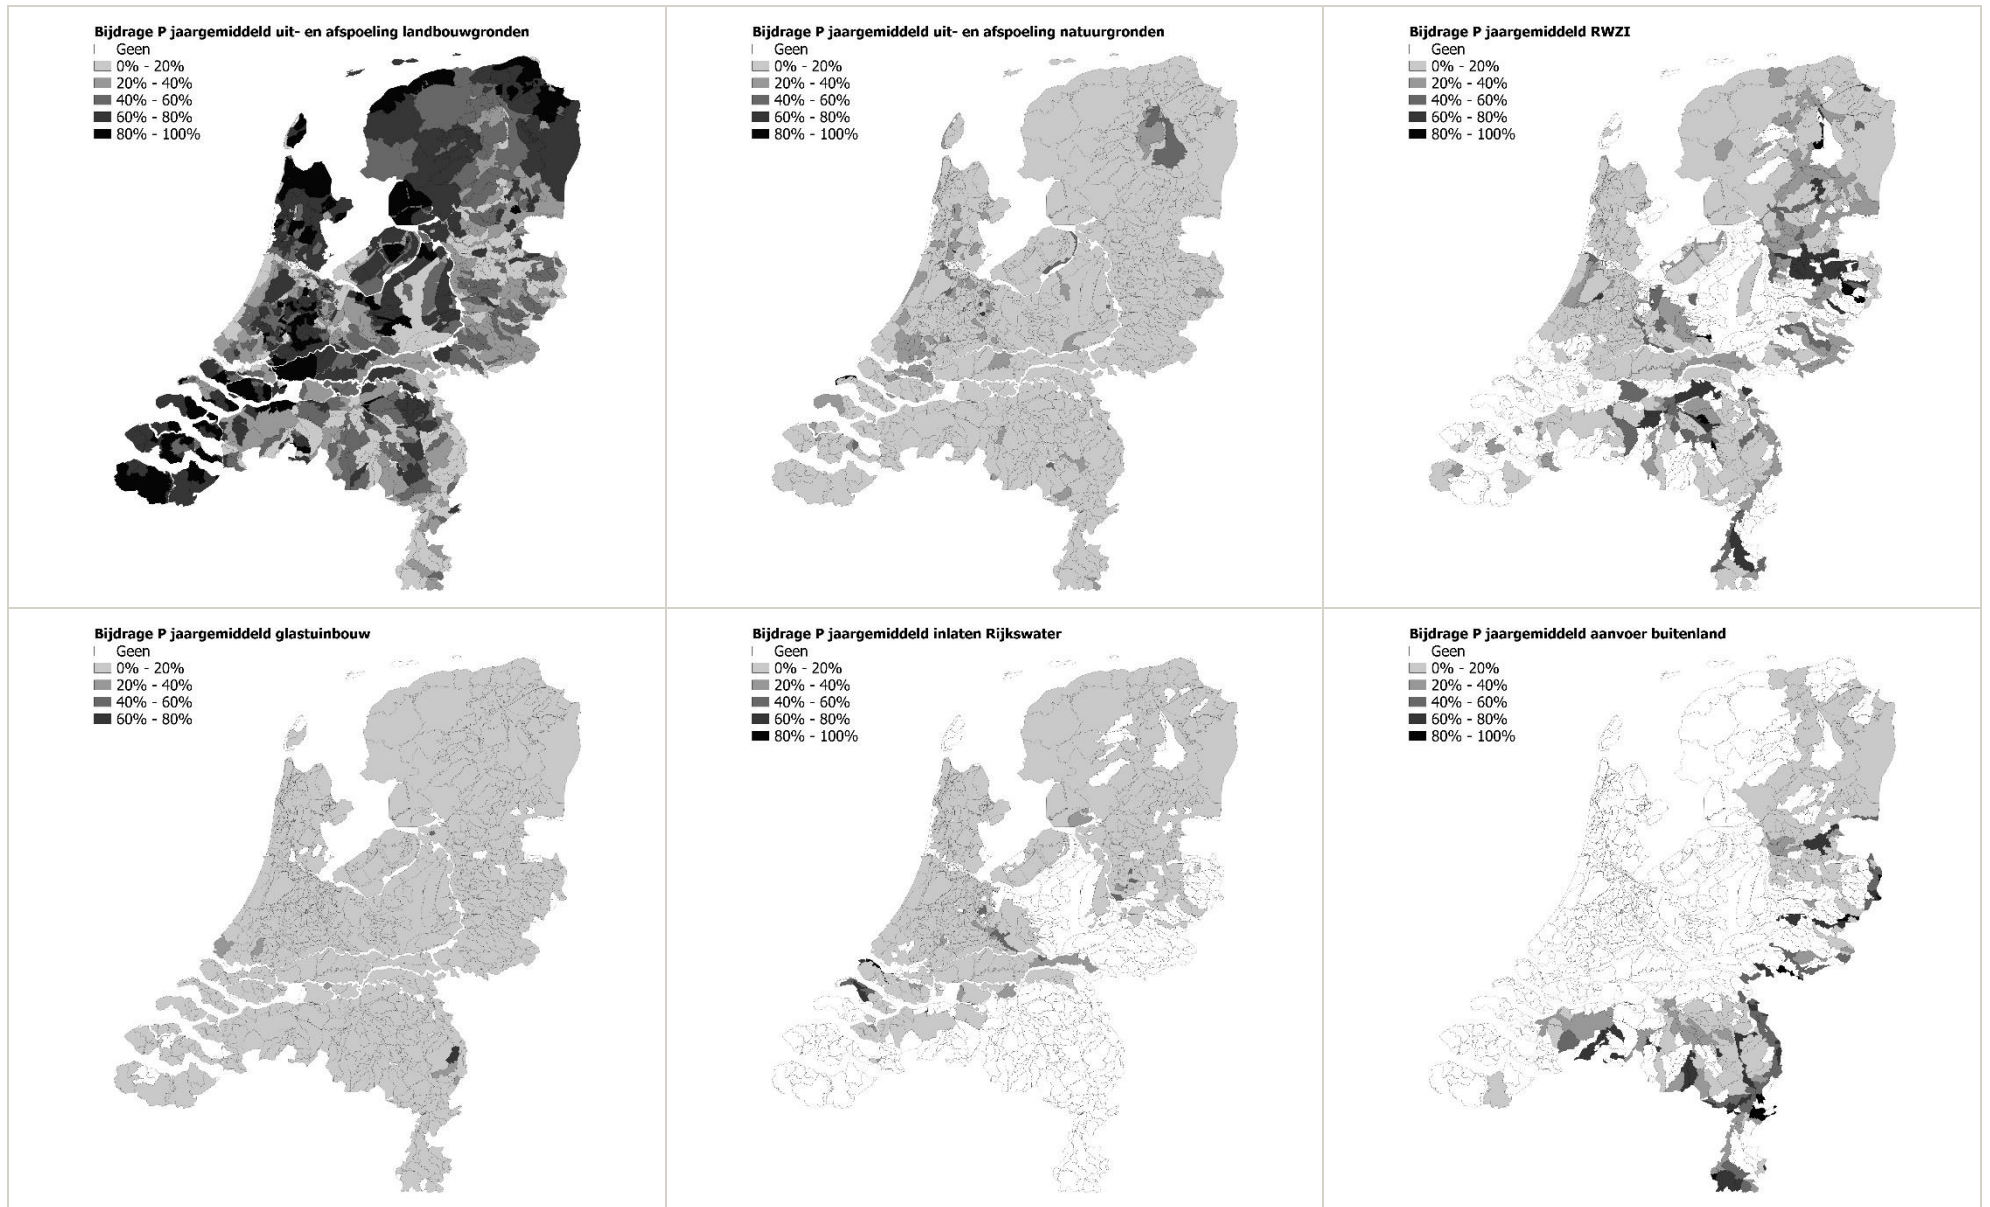 Bijdrage P jaargemiddeld uit- en afspoeling landbouwgronden
Geen
0% - 20%
20% - 40%
40% - 60%
60% - 80%
80% - 100%
Bijdrage P jaargemiddeld uit- en afspoeling natuurgronden
Geen
0% - 20%
20% - 40%
40% - 60%
60% - 80%
80% - 100%
Bijdrage P jaargemiddeld RWZI
Geen
0% - 20%
20% - 40%
40% - 60%
60% - 80%
80% - 100%
Bijdrage P jaargemiddeld glastuinbouw
Geen
0% - 20%
20% - 40%
40% - 60%
60% - 80%
Bijdrage P jaargemiddeld inlaten Rijkswater
Geen
0% - 20%
20% - 40%
40% - 60%
60% - 80%
80% - 100%
Bijdrage P jaargemiddeld aanvoer buitenland
Geen
0% - 20%
20% - 40%
40% - 60%
60% - 80%
80% - 100%